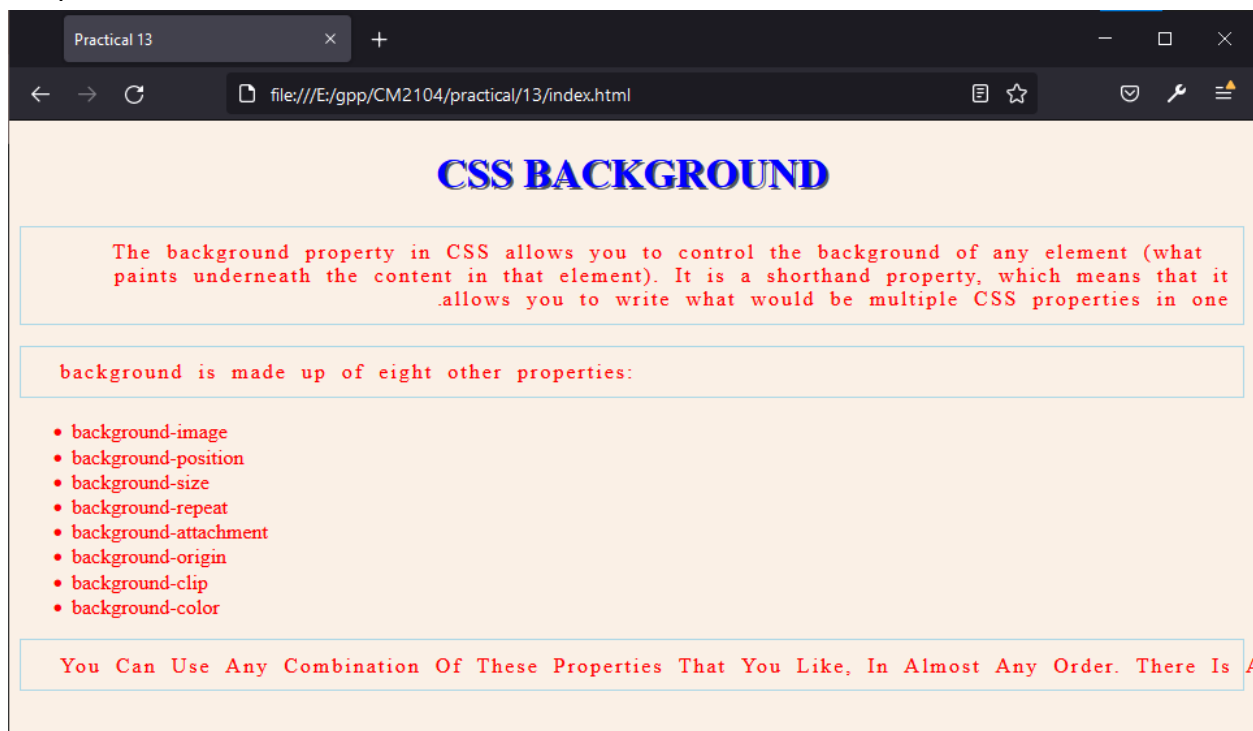 Practical 13
file:///E:/gpp/CM2104/practical/13/index.html
CSS BACKGROUND
The background property in CSS allows you to control the background of any element (what
paints underneath the content in that element). It is a shorthand property, which means that it
.allows you to write what would be multiple CSS properties in one
background is made up of eight other properties:
background-image
background-position
background-size
background-repeat
background-attachment
background-origin
background-clip
background-color
You Can Use Any Combination Of These Properties That You Like, In Almost Any Order. There Is A